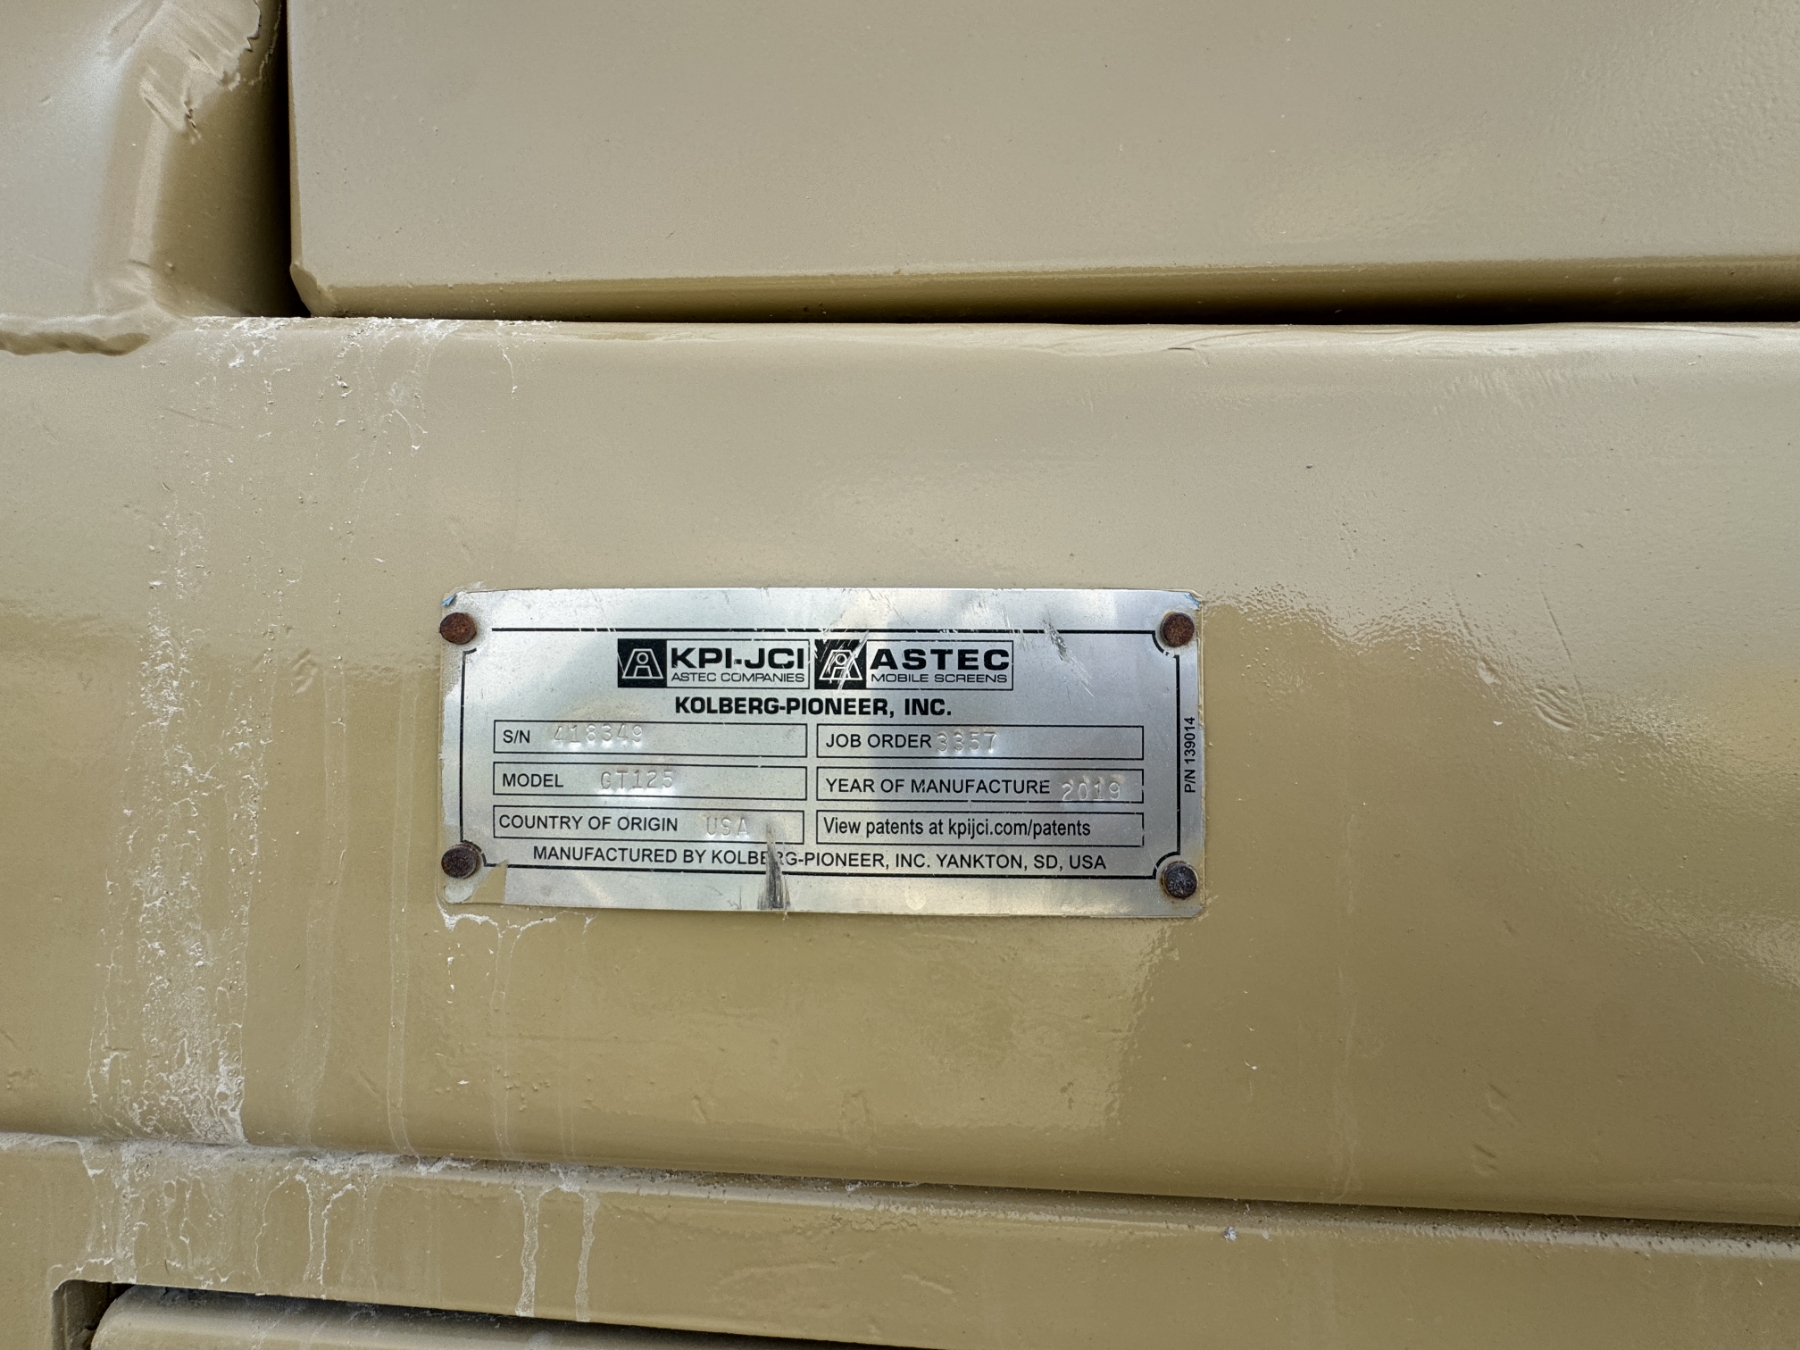 KPI-JCI ASTEC
ASTEC COMPANIES MOBILE SCREENS
KOLBERG-PIONEER, INC.
S/N 418349 JOB ORDER 3357
MODEL GT125 YEAR OF MANUFACTURE 2019
COUNTRY OF ORIGIN USA View patents at kpijci.com/patents
MANUFACTURED BY KOLBERG-PIONEER, INC. YANKTON, SD, USA
P/N 139014